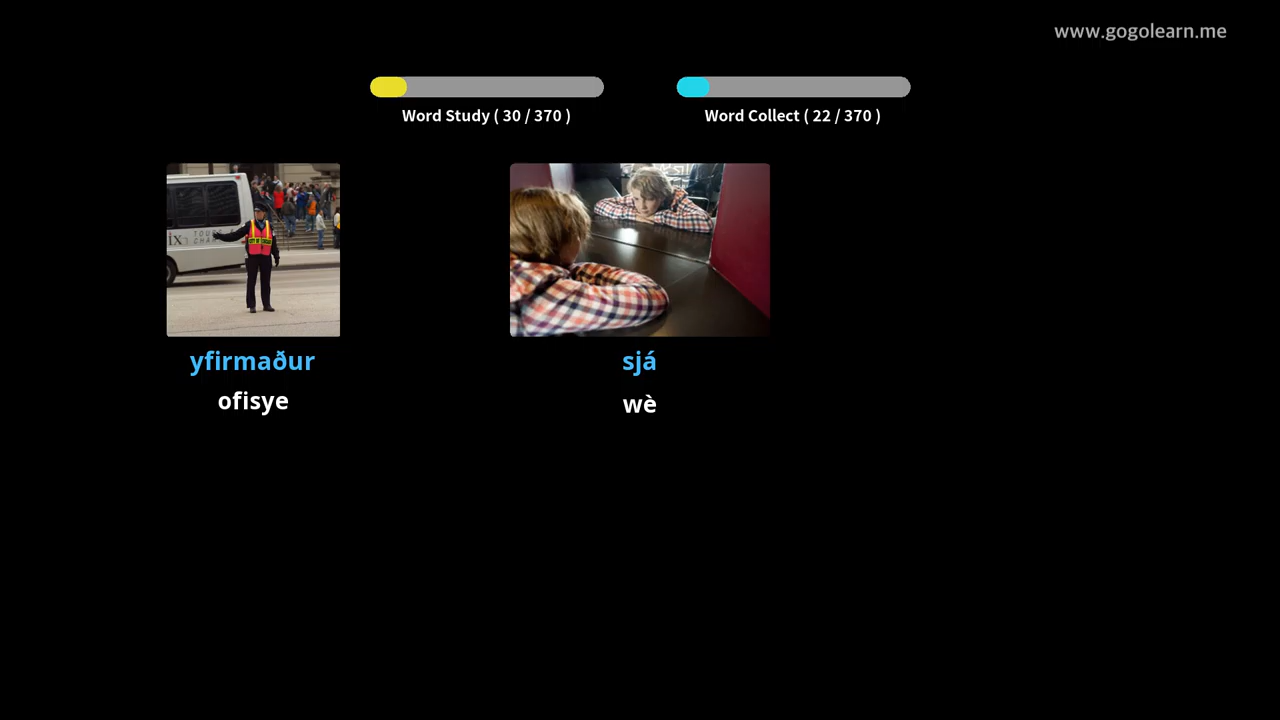 www.gogolearn.me
Word Study ( 30 / 370 )
Word Collect ( 22 / 370 )
yfirmaður
ofisye
sjá
wè